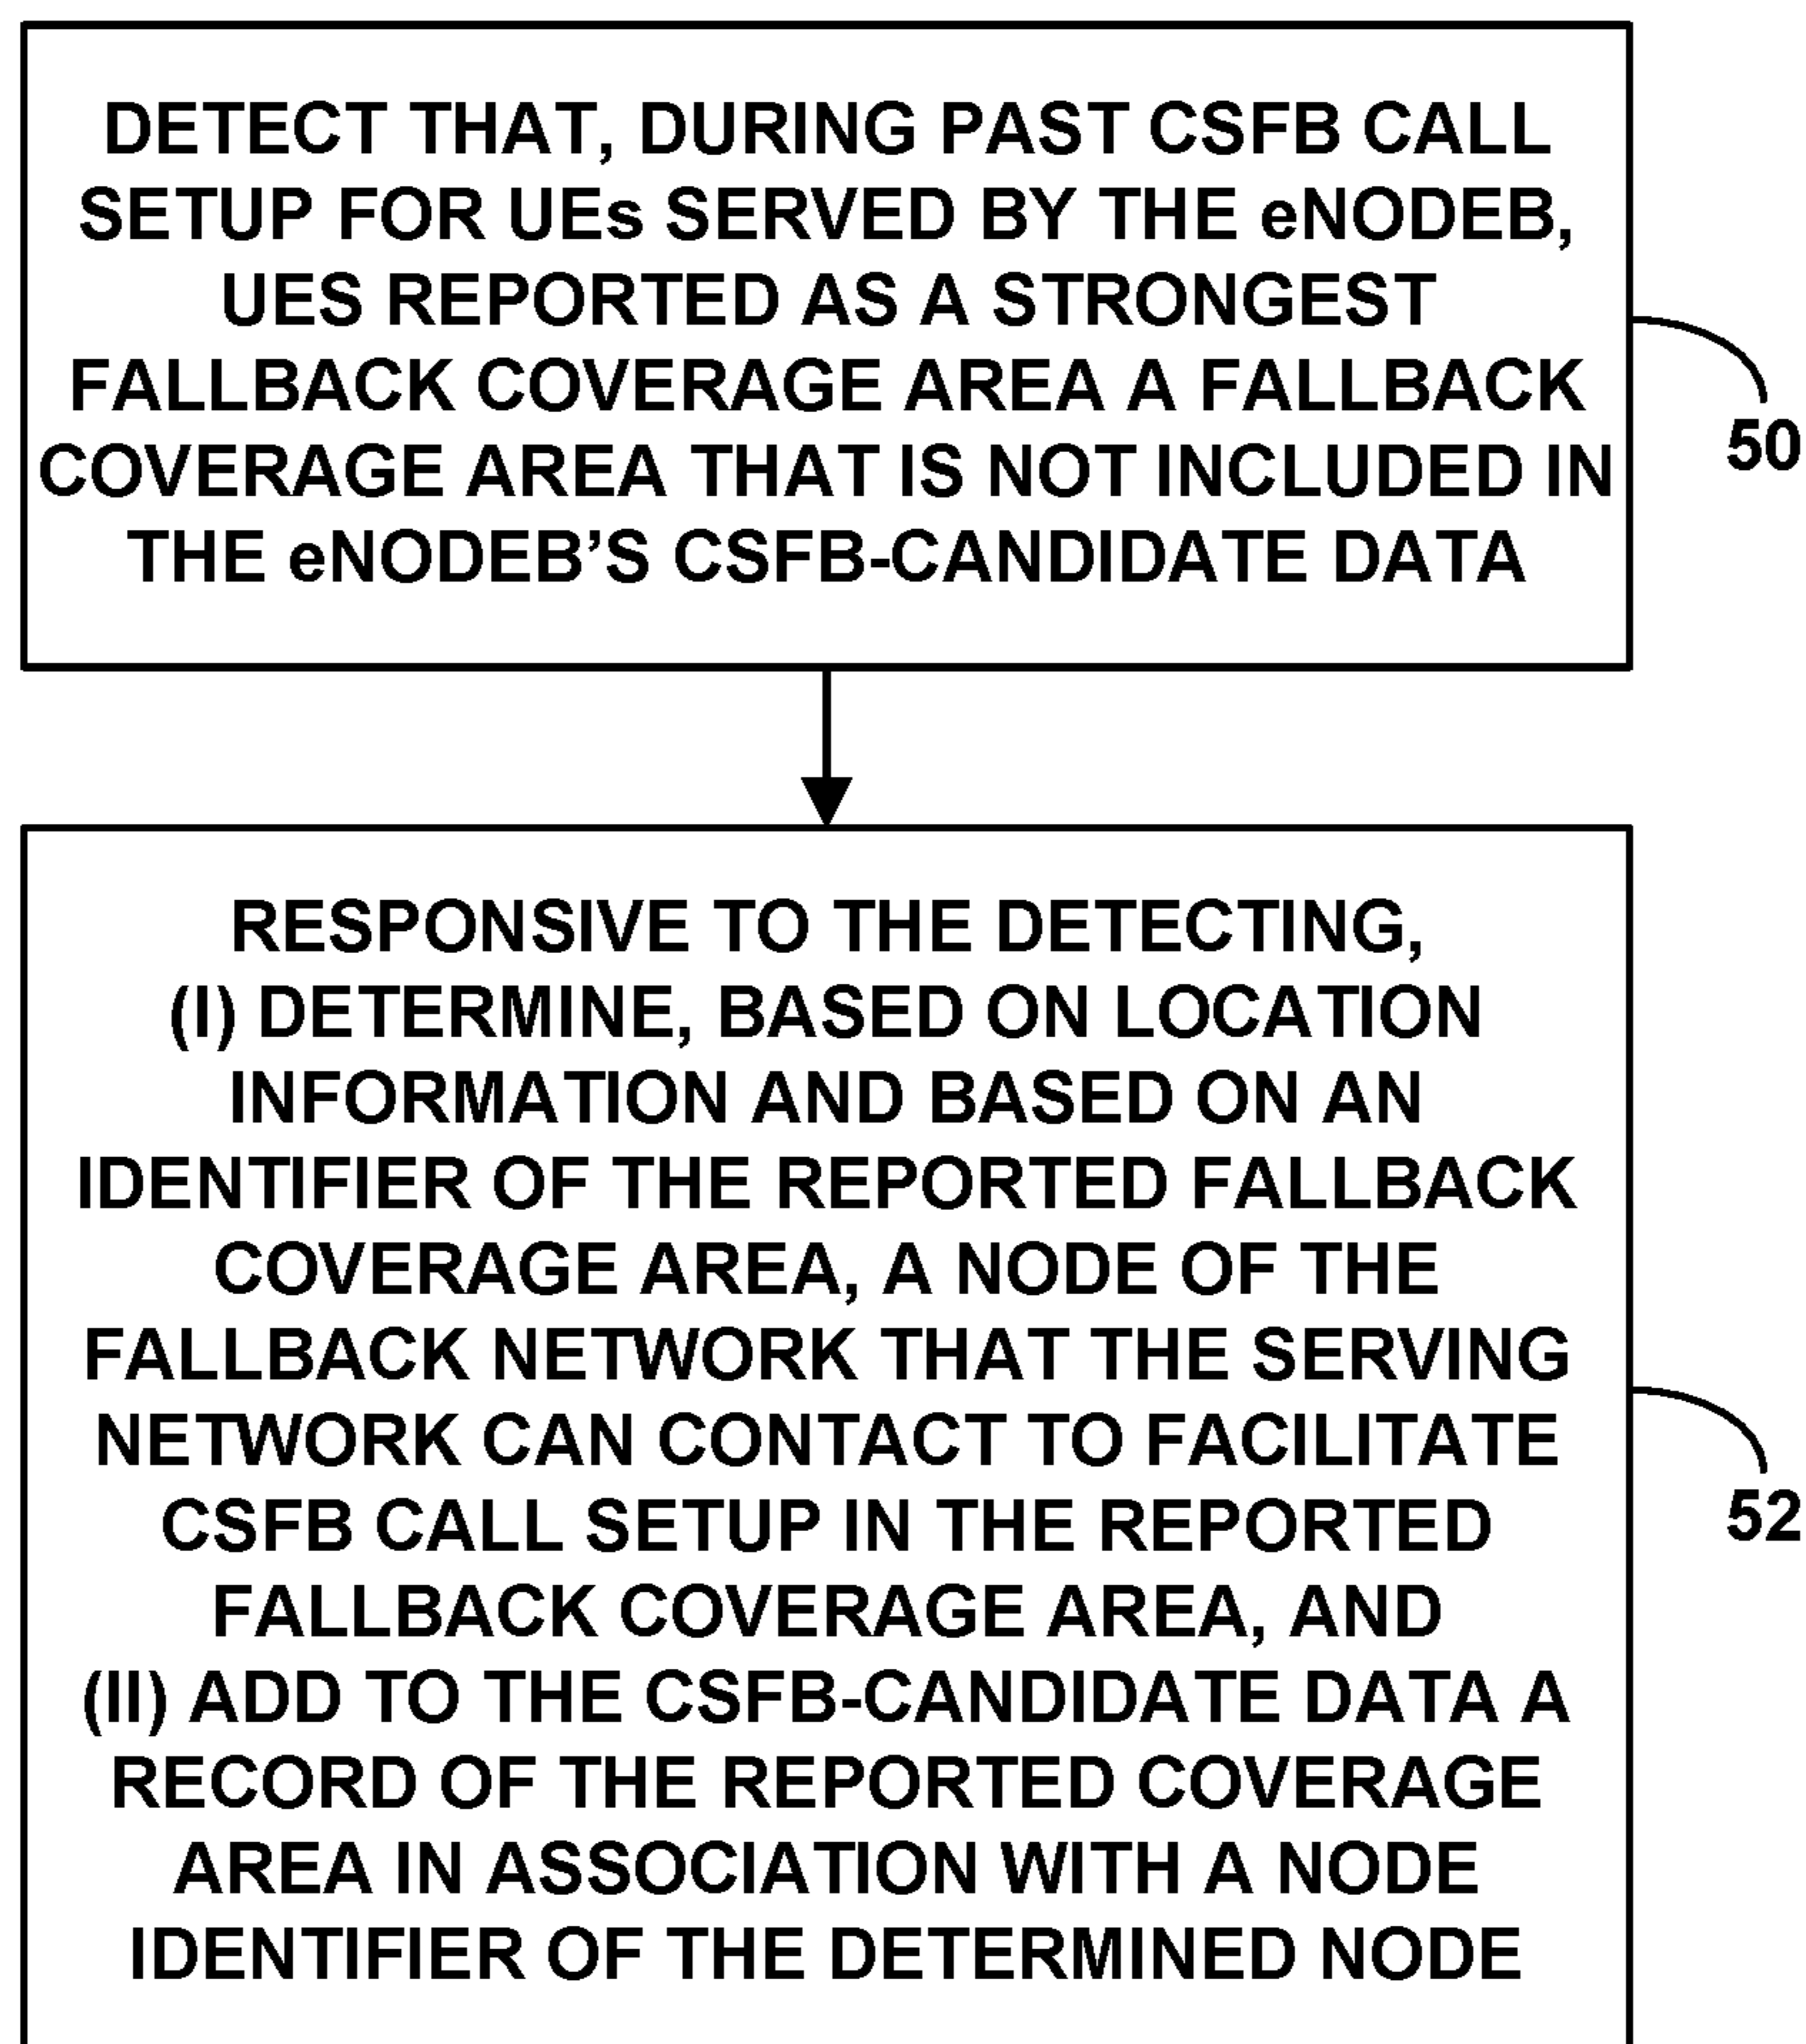 DETECT THAT, DURING PAST CSFB CALL
SETUP FOR UEs SERVED BY THE eNODEB,
UES REPORTED AS A STRONGEST
FALLBACK COVERAGE AREA A FALLBACK
COVERAGE AREA THAT IS NOT INCLUDED IN
THE eNODEB’S CSFB-CANDIDATE DATA
50
RESPONSIVE TO THE DETECTING,
(I) DETERMINE, BASED ON LOCATION
INFORMATION AND BASED ON AN
IDENTIFIER OF THE REPORTED FALLBACK
COVERAGE AREA, A NODE OF THE
FALLBACK NETWORK THAT THE SERVING
NETWORK CAN CONTACT TO FACILITATE
CSFB CALL SETUP IN THE REPORTED
FALLBACK COVERAGE AREA, AND
(II) ADD TO THE CSFB-CANDIDATE DATA A
RECORD OF THE REPORTED COVERAGE
AREA IN ASSOCIATION WITH A NODE
IDENTIFIER OF THE DETERMINED NODE
52